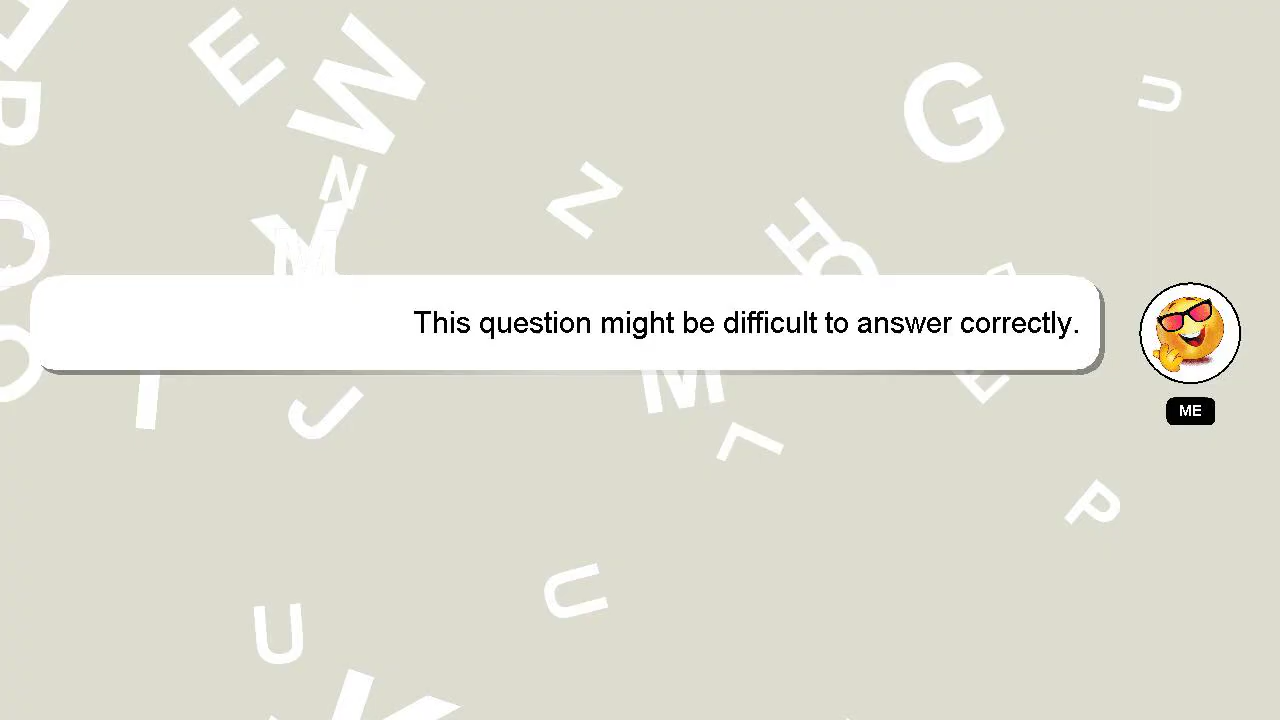 This question might be difficult to answer correctly.
ME
E
W
G
U
N
Z
H
M
J
L
P
U
U
K